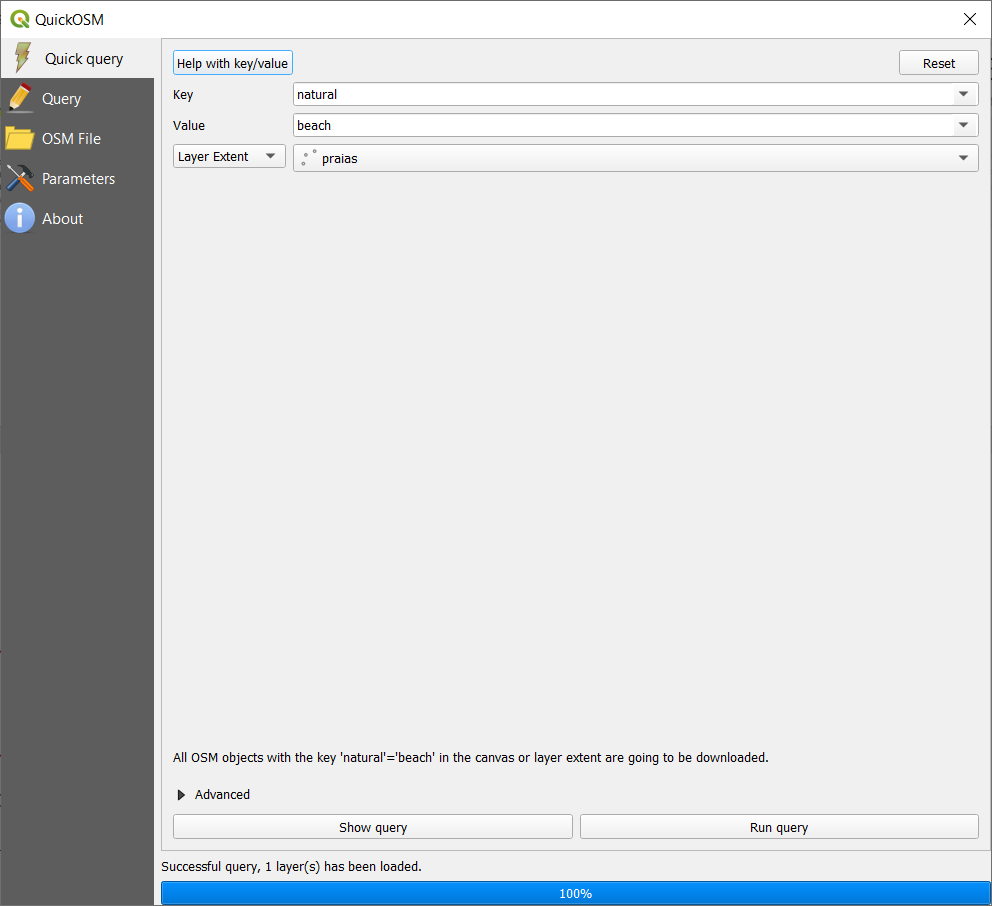 QuickOSM
Quick query
Query
OSM File
Parameters
About
Help with key/value
Reset
Key
natural
Value
beach
Layer Extent
praias
All OSM objects with the key 'natural'='beach' in the canvas or layer extent are going to be downloaded.
Advanced
Show query
Run query
Successful query, 1 layer(s) has been loaded.
100%